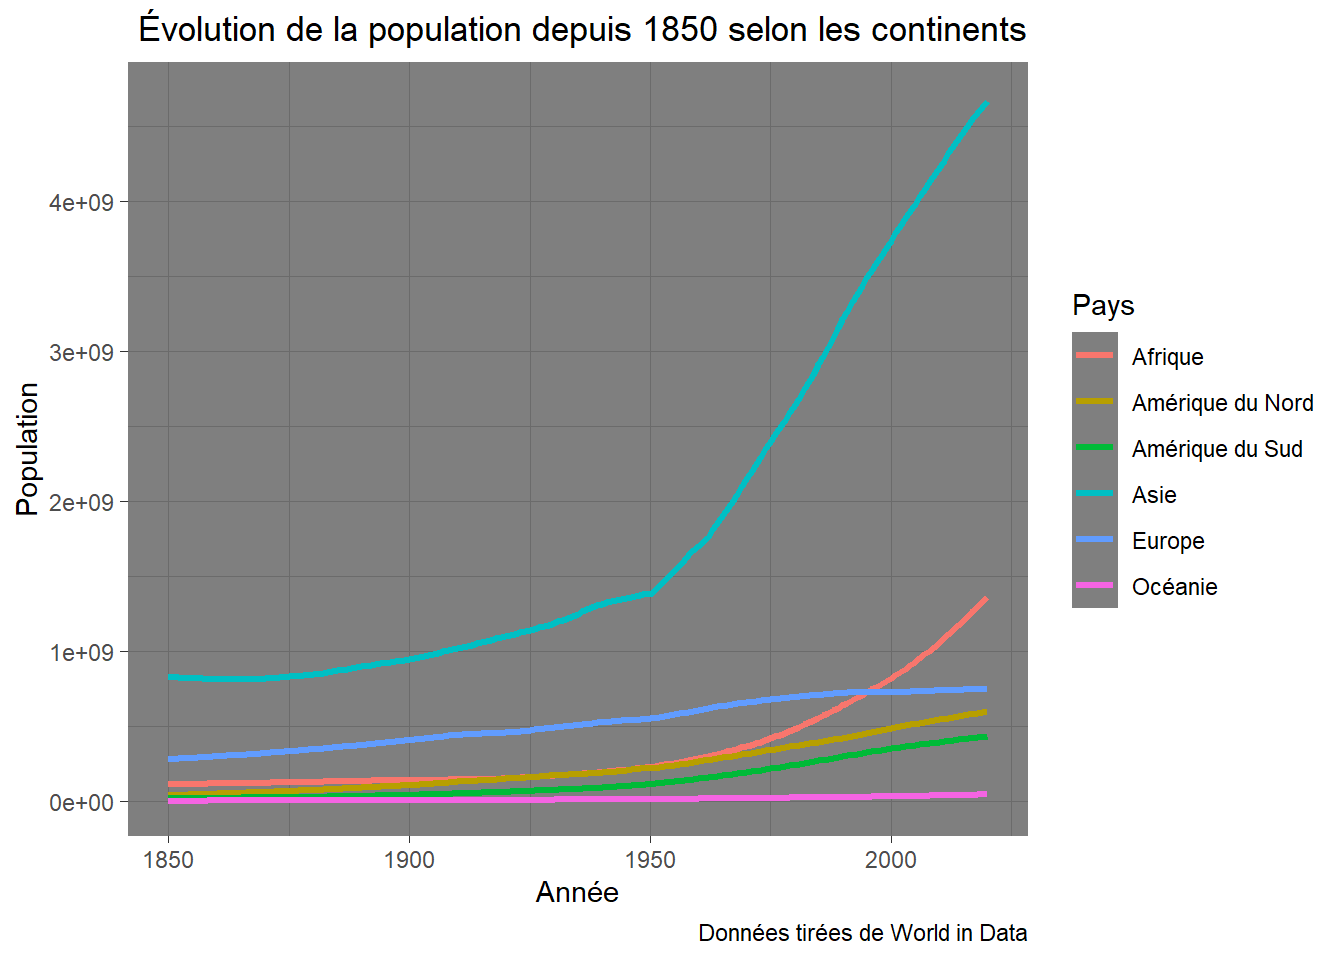 Évolution de la population depuis 1850 selon les continents
4e+09
3e+09
2e+09
1e+09
0e+00
Population
1850
1900
1950
2000
Année
Pays
Afrique
Amérique du Nord
Amérique du Sud
Asie
Europe
Océanie
Données tirées de World in Data